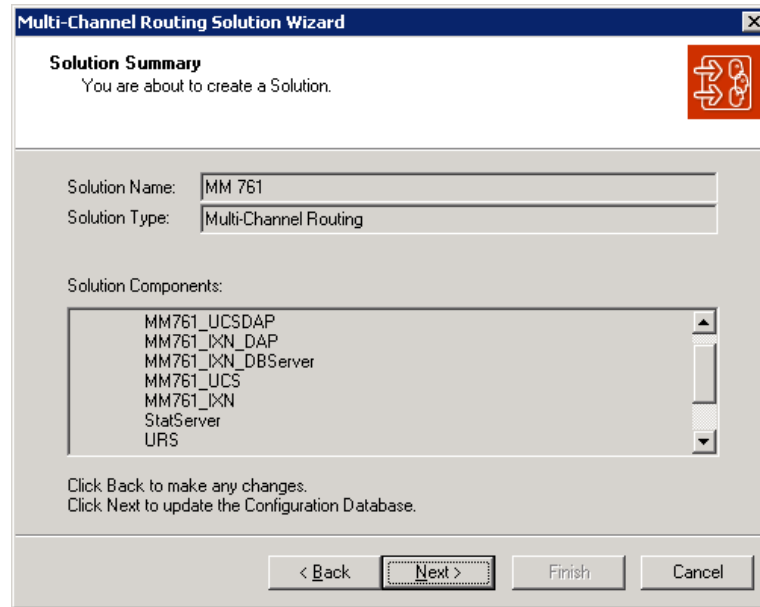 Multi-Channel Routing Solution Wizard
Solution Summary
You are about to create a Solution.
Solution Name: MM 761
Solution Type: Multi-Channel Routing
Solution Components:
MM761_UCSDAP
MM761_IXN_DAP
MM761_IXN_DBServer
MM761_UCS
MM761_IXN
StatServer
URS
Click Back to make any changes.
Click Next to update the Configuration Database.
< Back Next > Finish Cancel